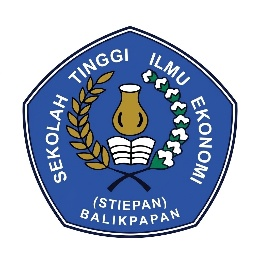 SEKOLAH TINGGI ILMU EKONOMI
(STIEPAN)
BALIKPAPAN